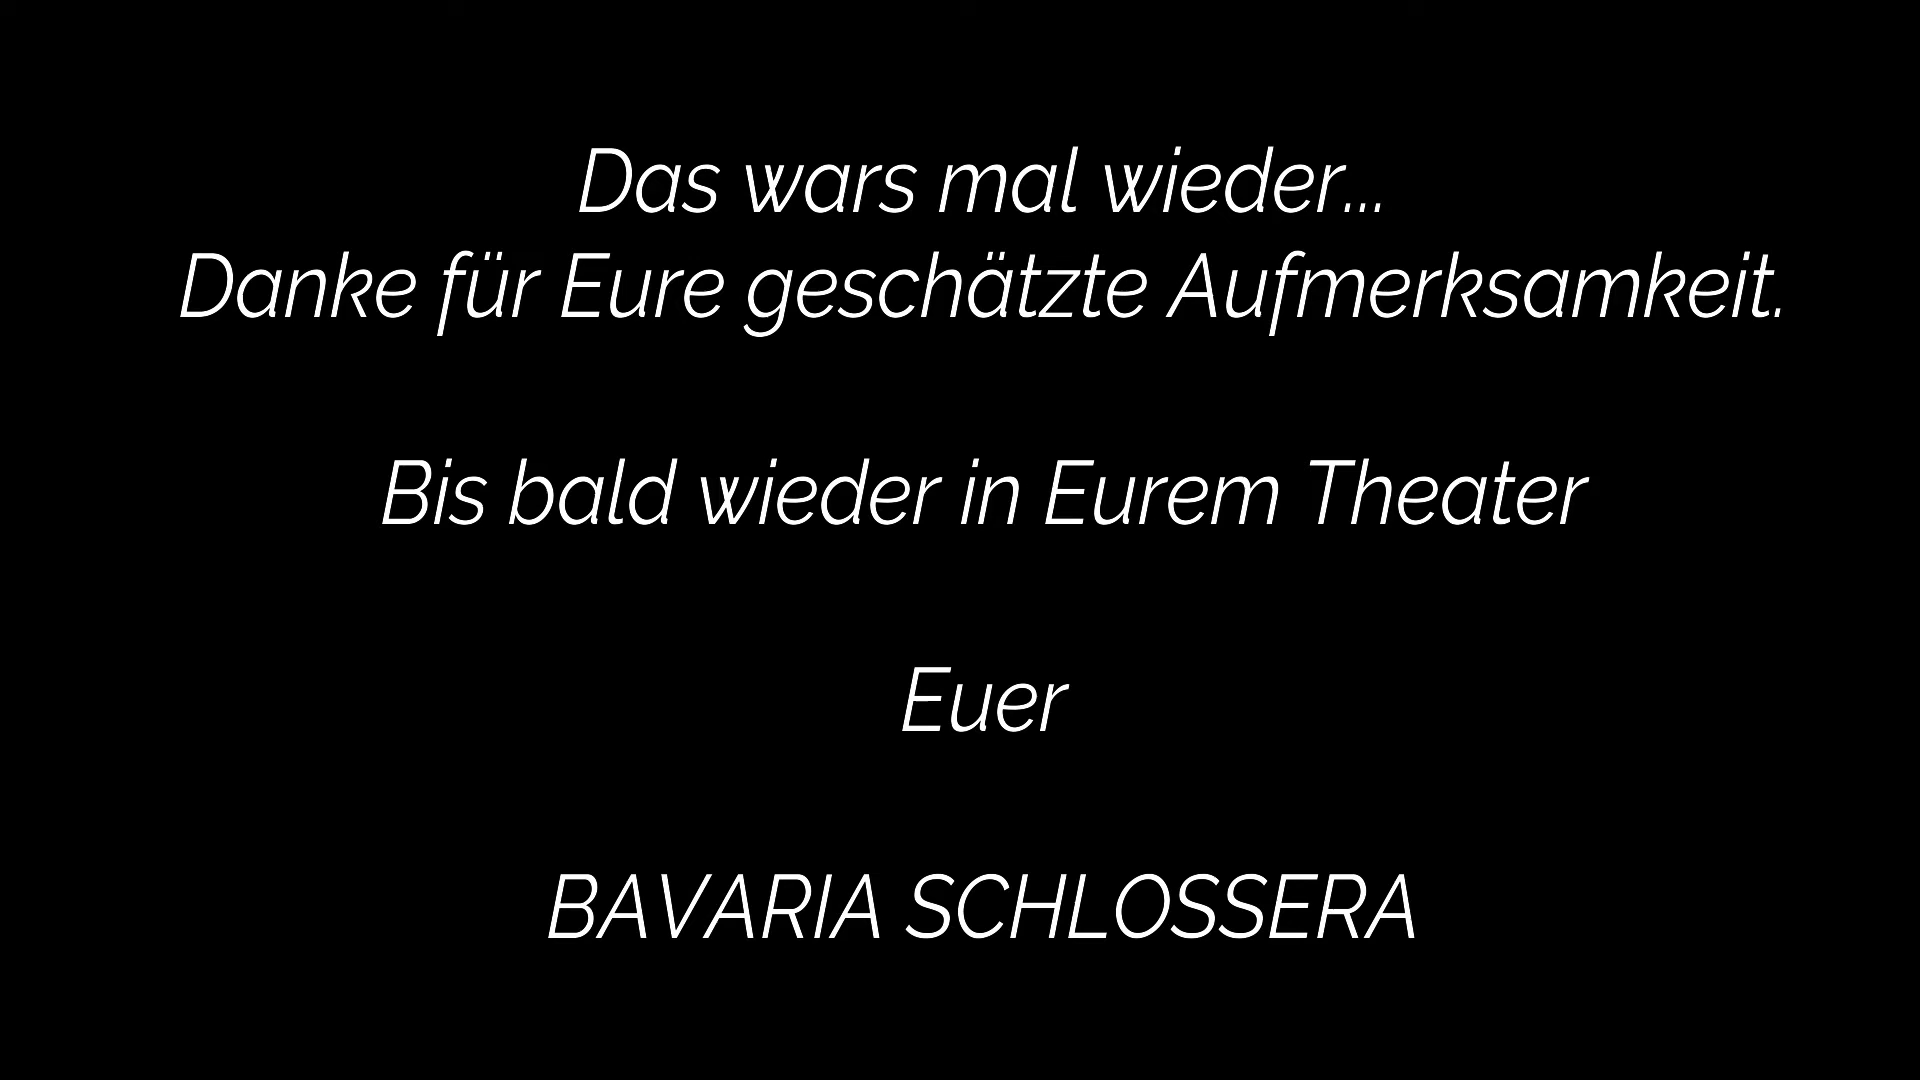 Das wars mal wieder...
Danke für Eure geschätzte Aufmerksamkeit.
Bis bald wieder in Eurem Theater
Euer
BAVARIA SCHLOSSERA